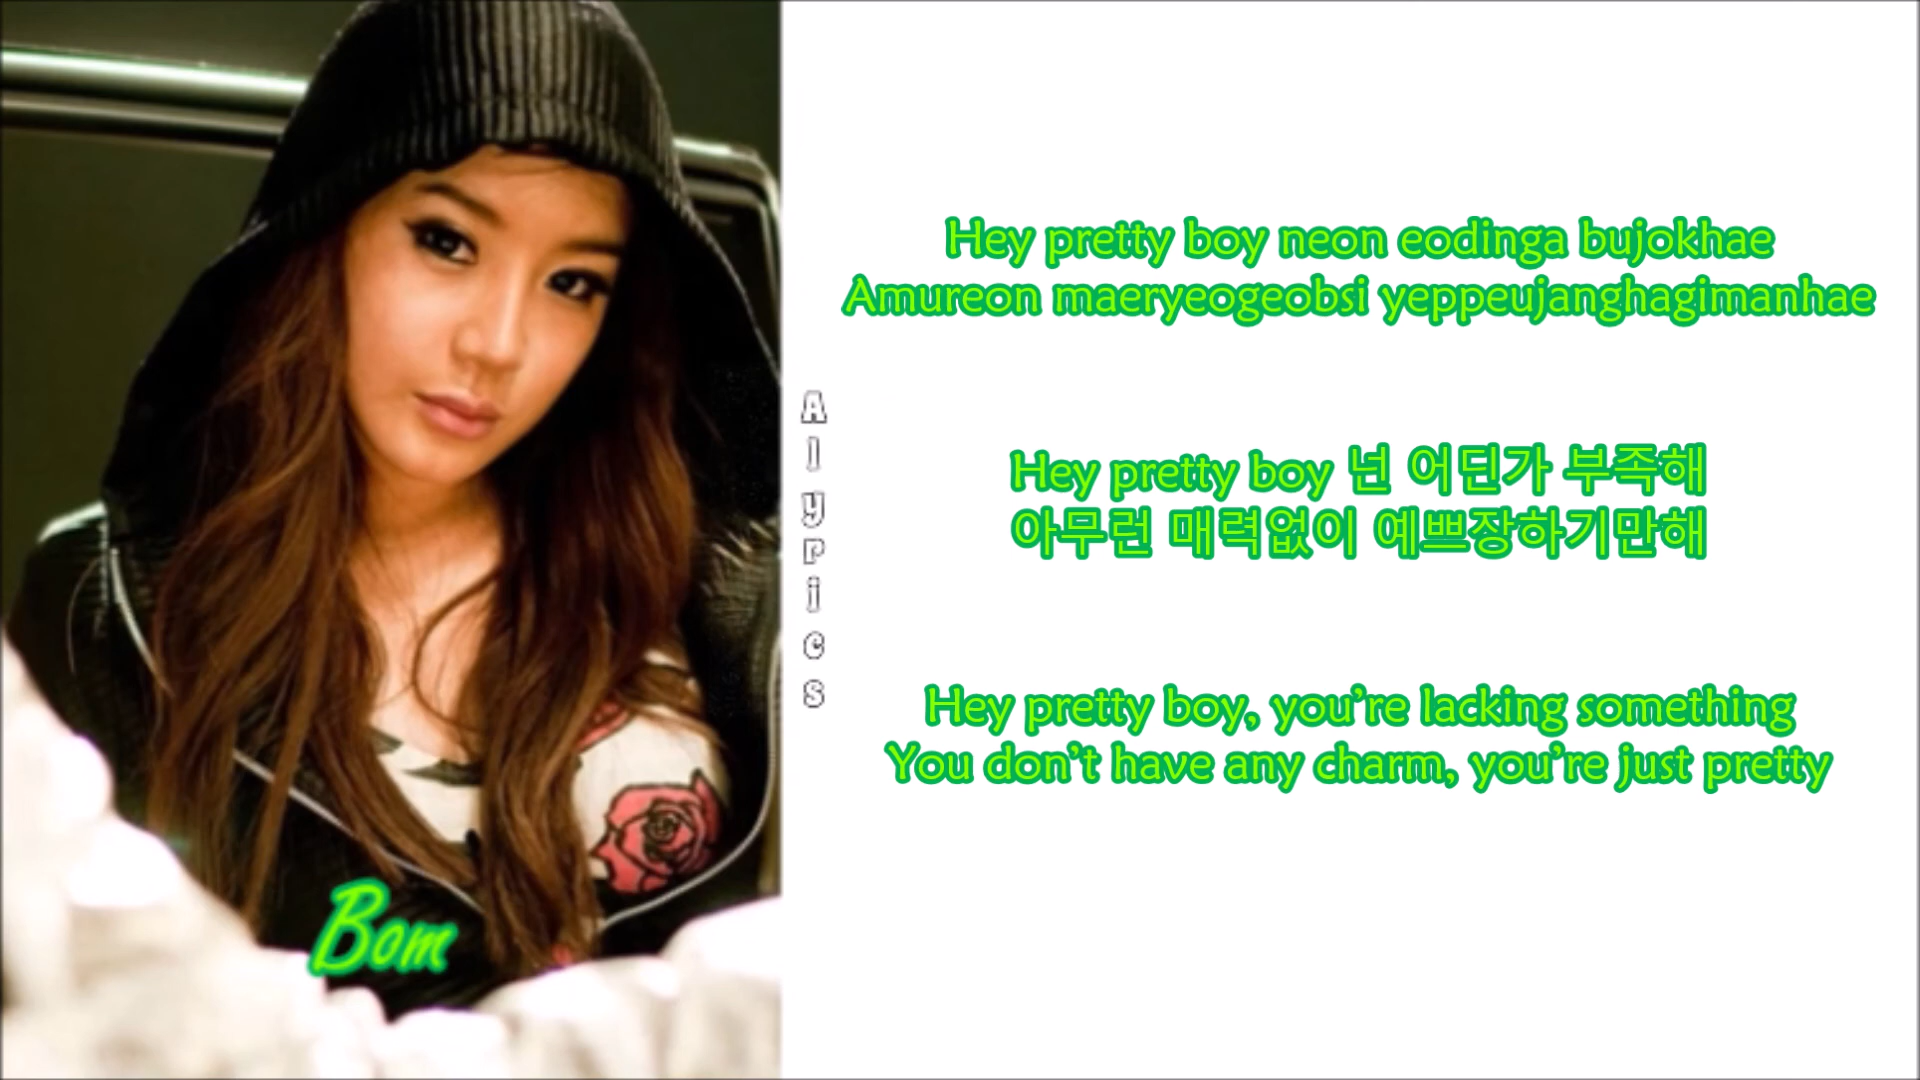 Hey pretty boy neon eodinga bujokhae
Amureon maeryeogeobsi yeppeujanghagimanhae
Hey pretty boy 넌 어딘가 부족해
아무런 매력없이 예쁘장하기만해
Hey pretty boy, you're lacking something
You don't have any charm, you're just pretty
Alypics
Bom